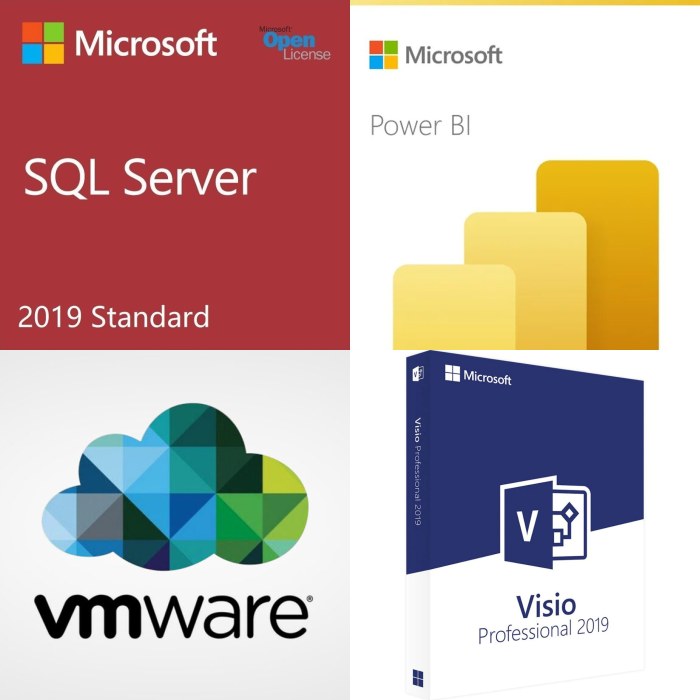 Microsoft
Microsoft
Open
License
SQL Server
2019 Standard
Microsoft
Power BI
vmware®
Microsoft
Visio Professional 2019
V
Visio
Professional 2019